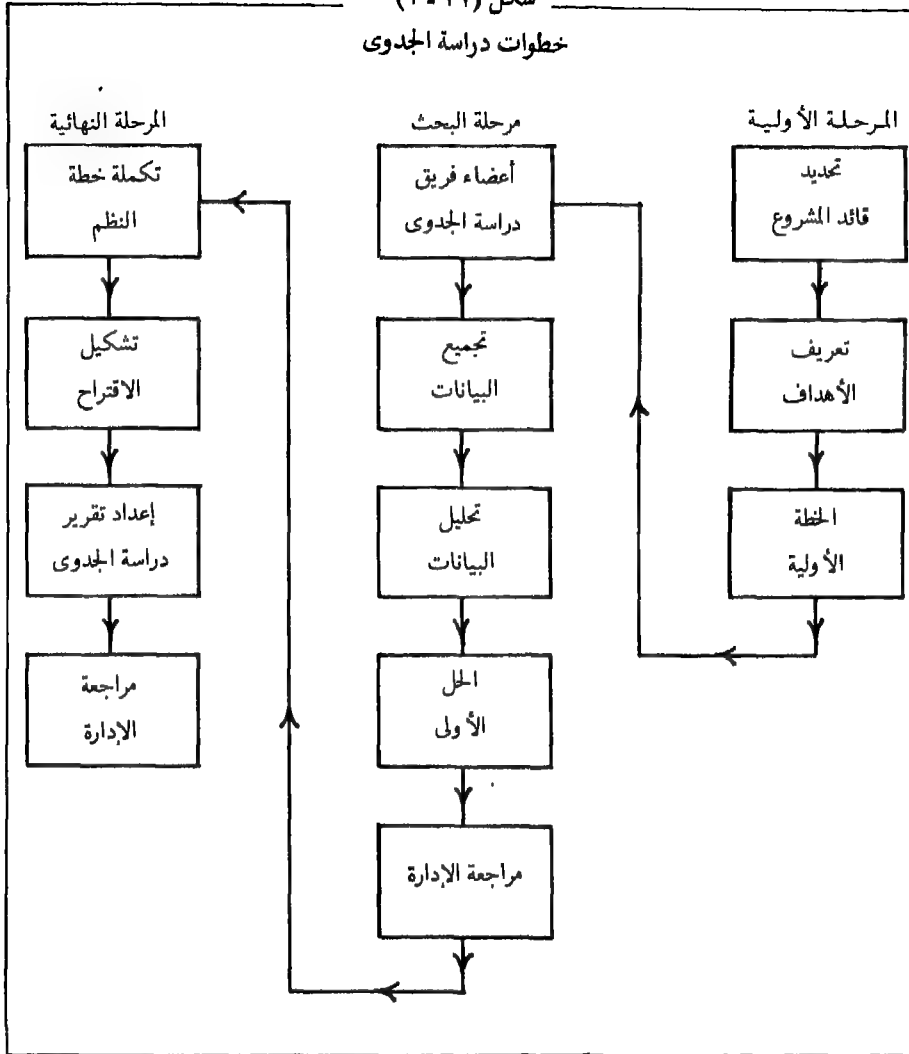 خطوات دراسة الجدوى
المرحلة الأولية
تحديد
قائد المشروع
تعريف
الأهداف
الخطة
الأولية
مرحلة البحث
أعضاء فريق
دراسة الجدوى
تجميع
البيانات
تحليل
البيانات
الحل
الأولى
مراجعة الإدارة
المرحلة النهائية
تكملة خطة
النظم
تشكيل
الاقتراح
إعداد تقرير
دراسة الجدوى
مراجعة
الإدارة